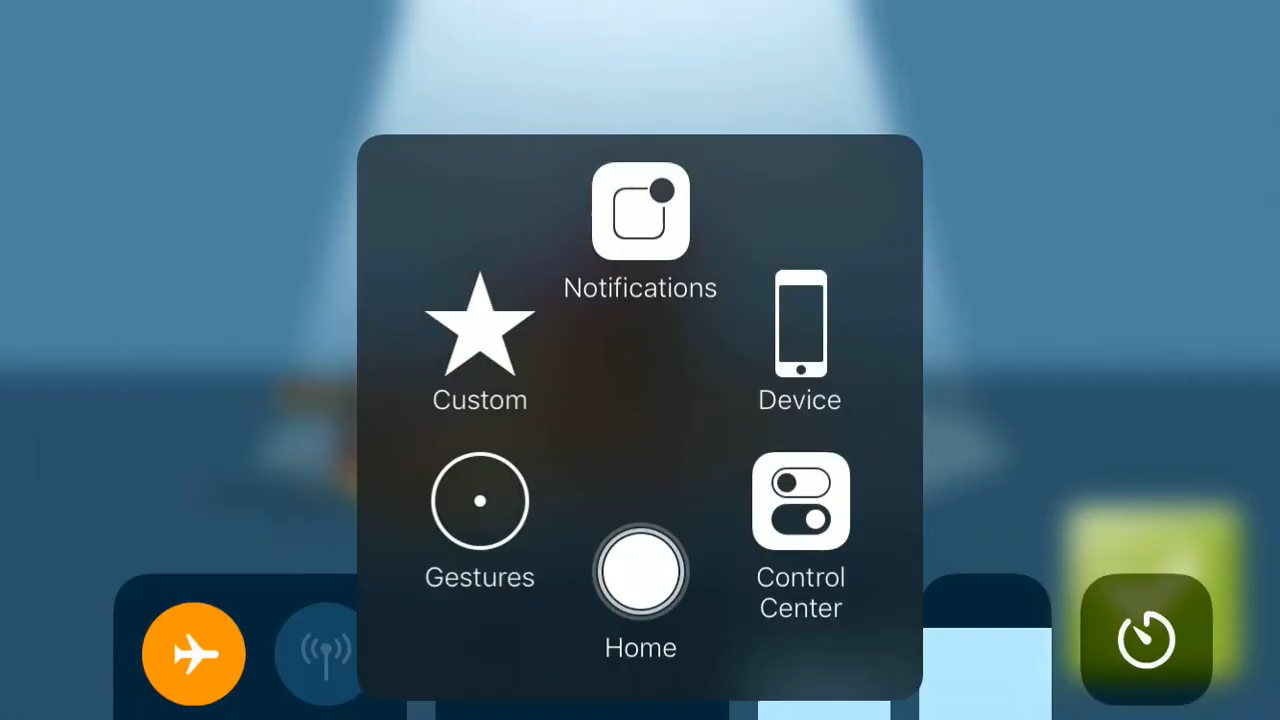 Notifications
Custom
Device
Gestures
Control
Center
Home